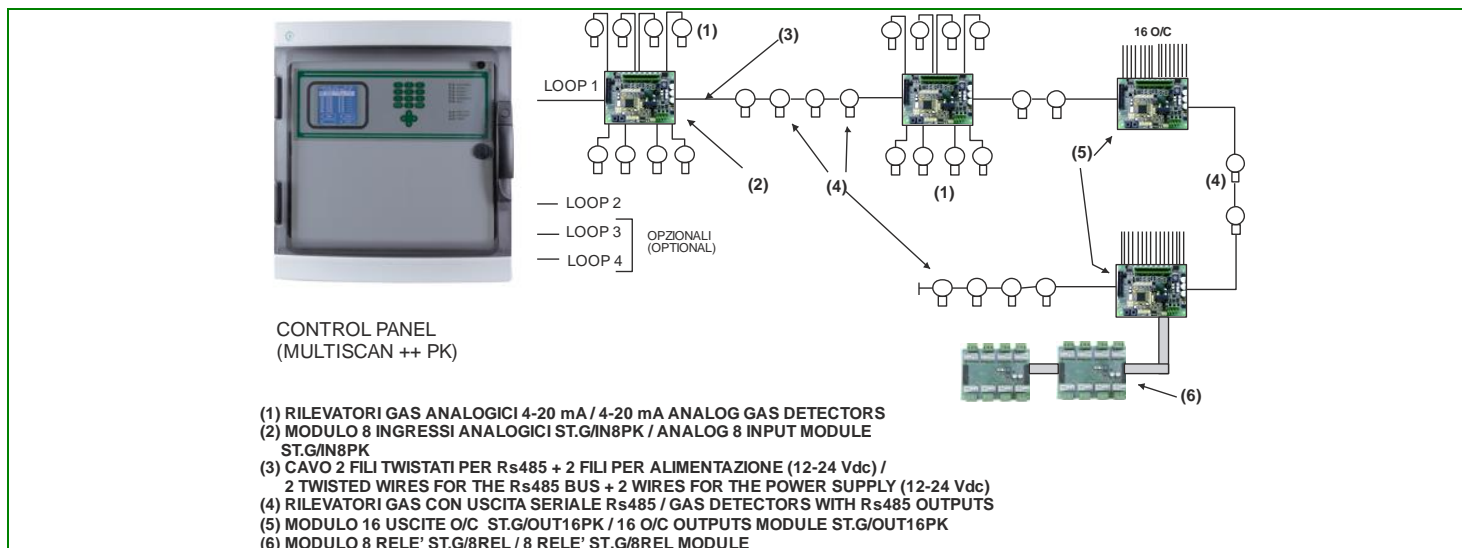 16 O/C
(1)
(3)
LOOP 1
(5)
(4)
(2)
(4)
(1)
LOOP 2
LOOP 3
OPZIONALI
(OPTIONAL)
LOOP 4
CONTROL PANEL
(MULTISCAN ++ PK)
(6)
(1) RILEVATORI GAS ANALOGICI 4-20 mA / 4-20 mA ANALOG GAS DETECTORS
(2) MODULO 8 INGRESSI ANALOGICI ST.G/IN8PK / ANALOG 8 INPUT MODULE
ST.G/IN8PK
(3) CAVO 2 FILI TWISTATI PER Rs485 + 2 FILI PER ALIMENTAZIONE (12-24 Vdc) /
2 TWISTED WIRES FOR THE Rs485 BUS + 2 WIRES FOR THE POWER SUPPLY (12-24 Vdc)
(4) RILEVATORI GAS CON USCITA SERIALE Rs485 / GAS DETECTORS WITH Rs485 OUTPUTS
(5) MODULO 16 USCITE O/C ST.G/OUT16PK / 16 O/C OUTPUTS MODULE ST.G/OUT16PK
(6) MODULO 8 RELE' ST.G/8REL / 8 RELE' ST.G/8REL MODULE